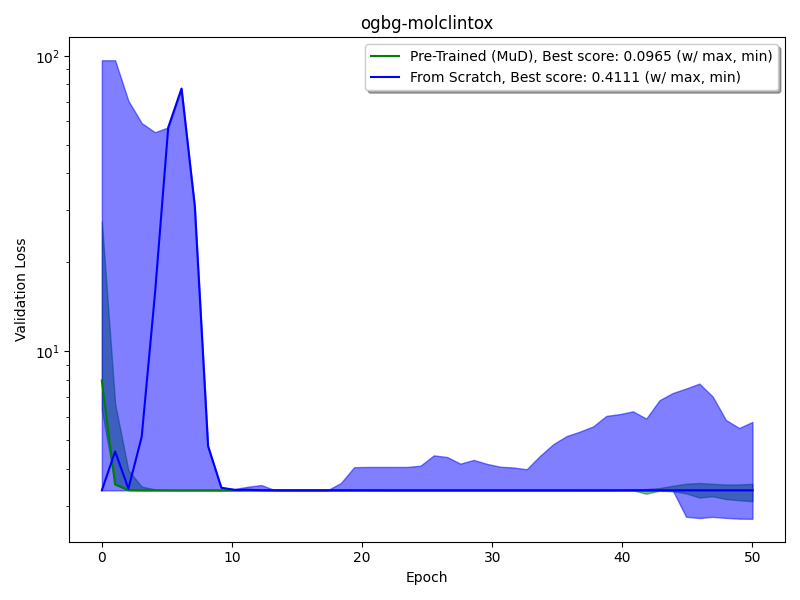 ogbg-molclintox
Pre-Trained (MuD), Best score: 0.0965 (w/ max, min)
From Scratch, Best score: 0.4111 (w/ max, min)
Validation Loss
10²
10¹
0 10 20 30 40 50
Epoch